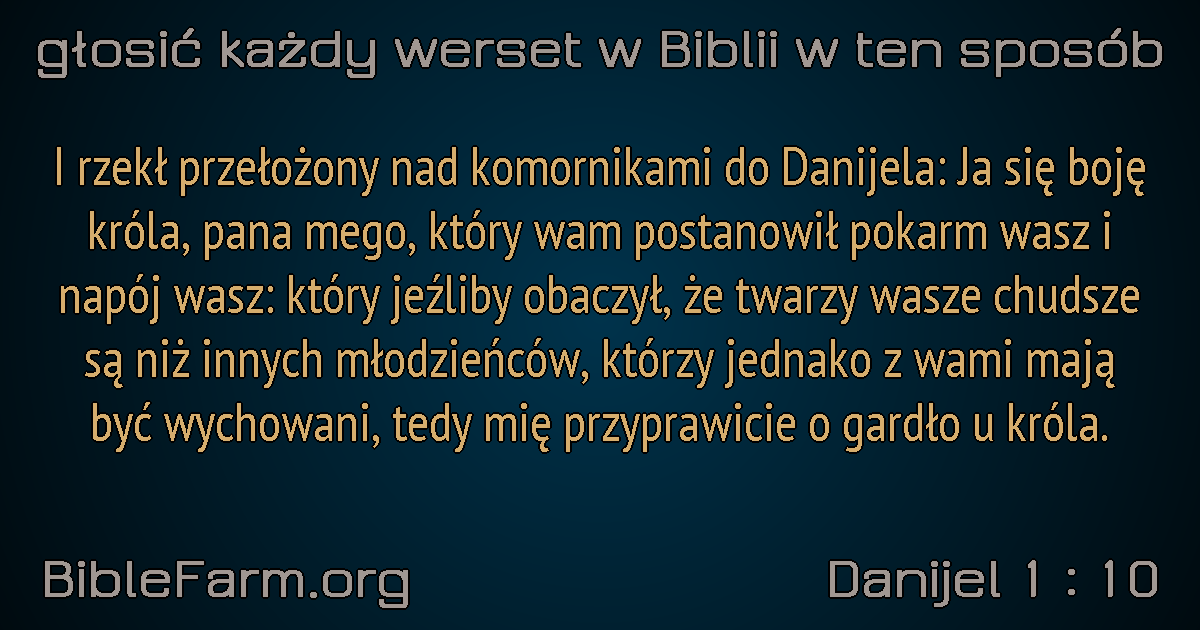 głosić każdy werset w Biblii w ten sposób
I rzekł przełożony nad komornikami do Danijela: Ja się boję
króla, pana mego, który wam postanowił pokarm wasz i
napój wasz: który jeźliby obaczył, że twarzy wasze chudsze
są niż innych młodzieńców, którzy jednako z wami mają
być wychowani, tedy mię przyprawicie o gardło u króla.
BibleFarm.org
Danijel 1 : 10